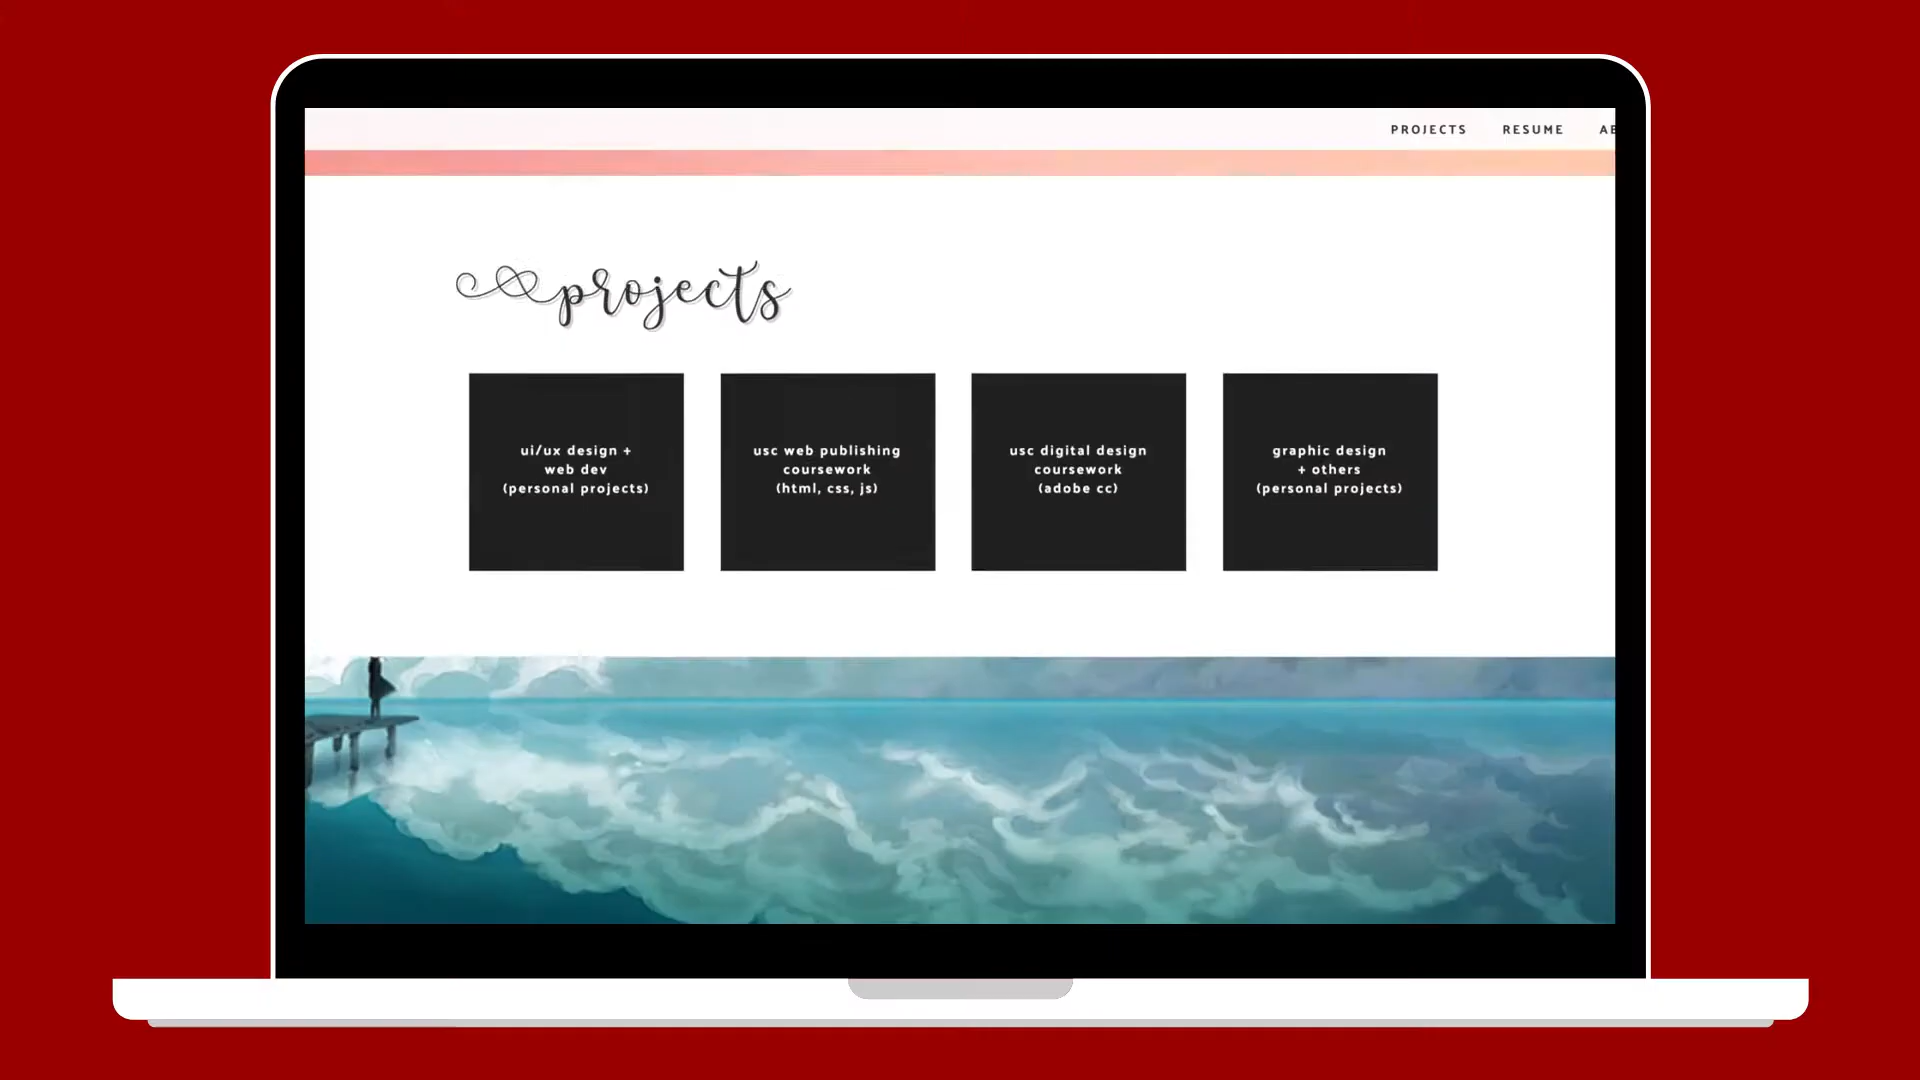 PROJECTS RESUME
projects
ui/ux design +
web dev
(personal projects)
usc web publishing
coursework
(html, css, js)
usc digital design
coursework
(adobe cc)
graphic design
+ others
(personal projects)